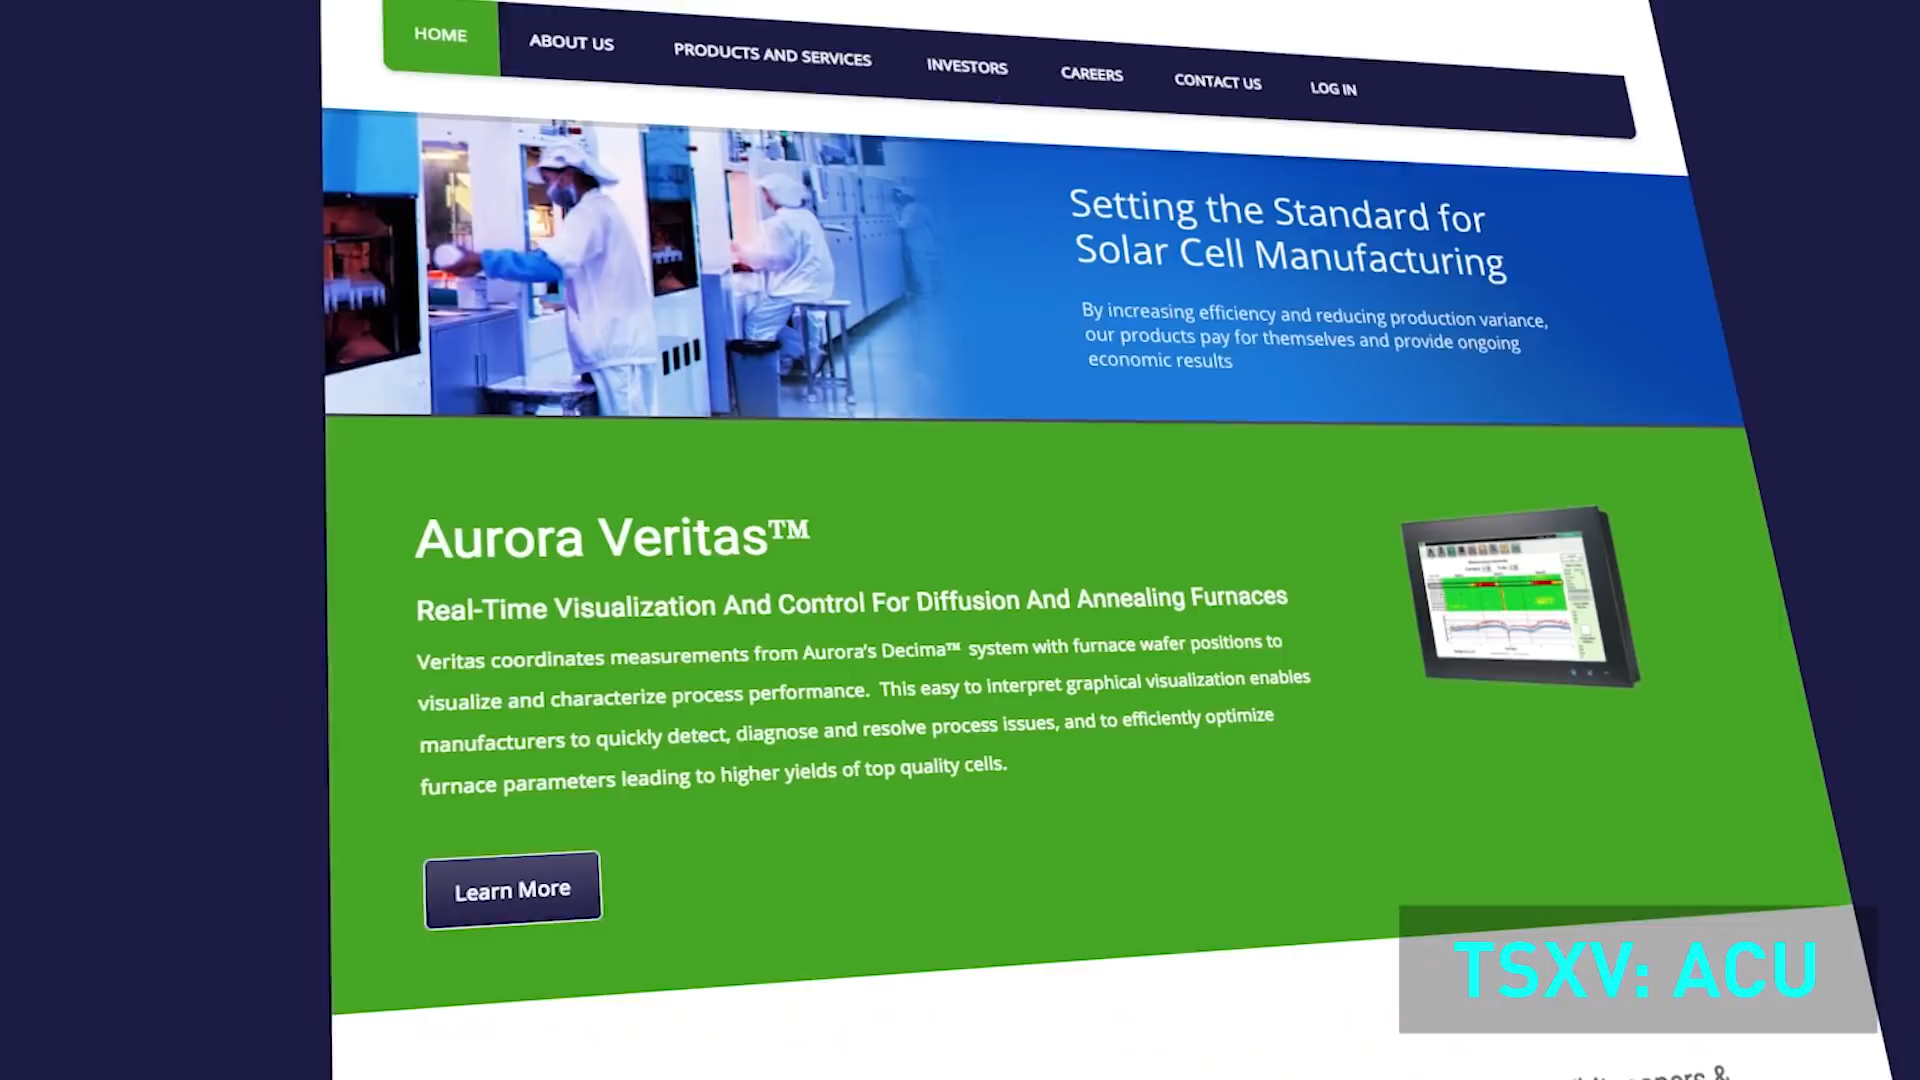 HOME
ABOUT US
PRODUCTS AND SERVICES
INVESTORS
CAREERS
CONTACT US
LOG IN
Setting the Standard for
Solar Cell Manufacturing
By increasing efficiency and reducing production variance,
our products pay for themselves and provide ongoing
economic results
Aurora Veritas™
Real-Time Visualization And Control For Diffusion And Annealing Furnaces
Veritas coordinates measurements from Aurora's Decima™ system with furnace wafer positions to
visualize and characterize process performance. This easy to interpret graphical visualization enables
manufacturers to quickly detect, diagnose and resolve process issues, and to efficiently optimize
furnace parameters leading to higher yields of top quality cells.
Learn More
TSXV: ACU
&